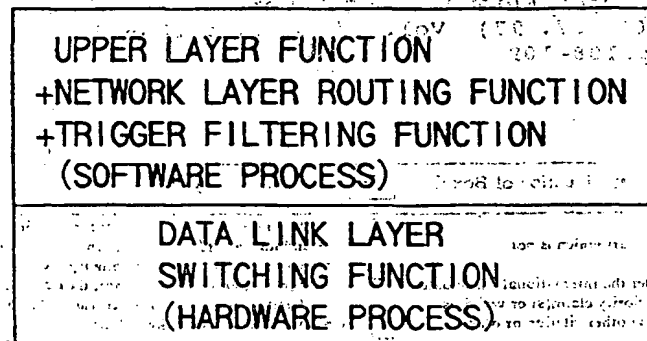 UPPER LAYER FUNCTION
+NETWORK LAYER ROUTING FUNCTION
+TRIGGER FILTERING FUNCTION
(SOFTWARE PROCESS)
DATA LINK LAYER
SWITCHING FUNCTION
(HARDWARE PROCESS)